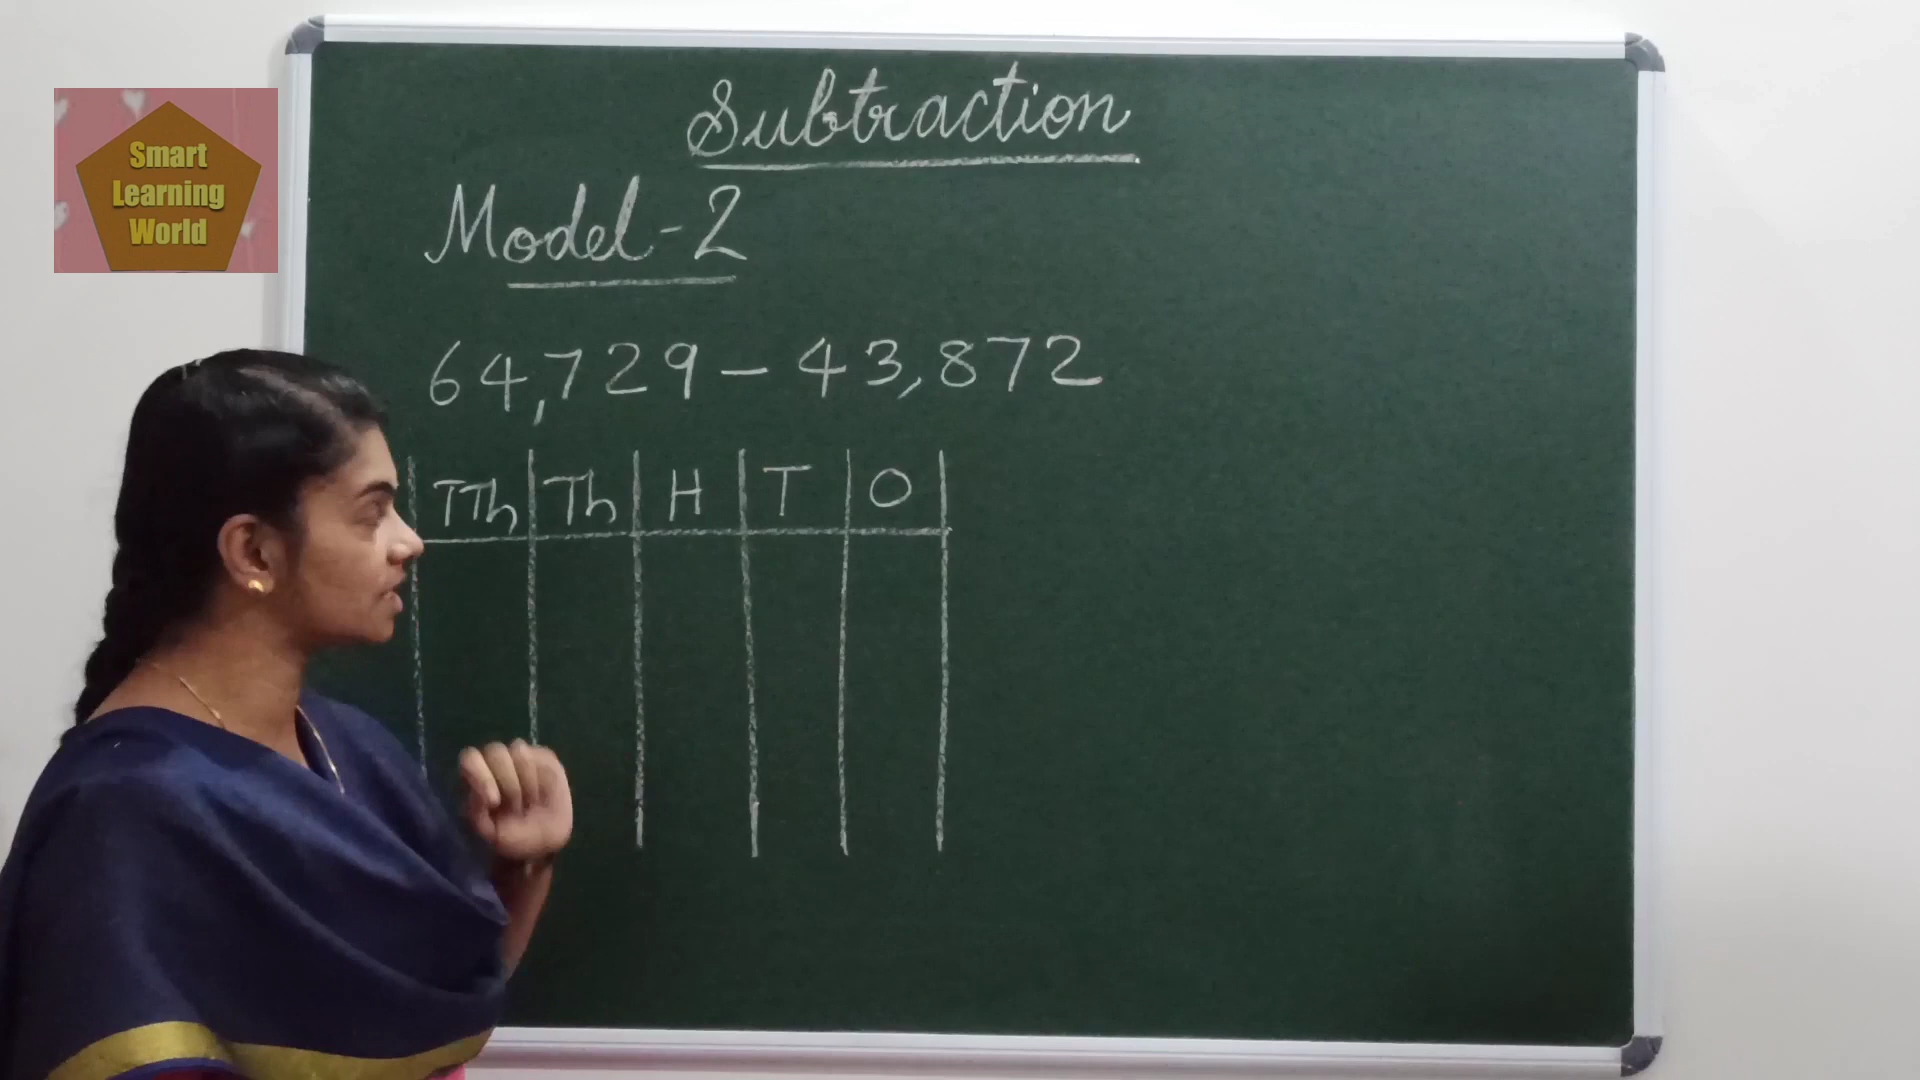 Smart
Learning
World
Subtraction
Model-2
64,729 - 43,872
TTh Th H T O